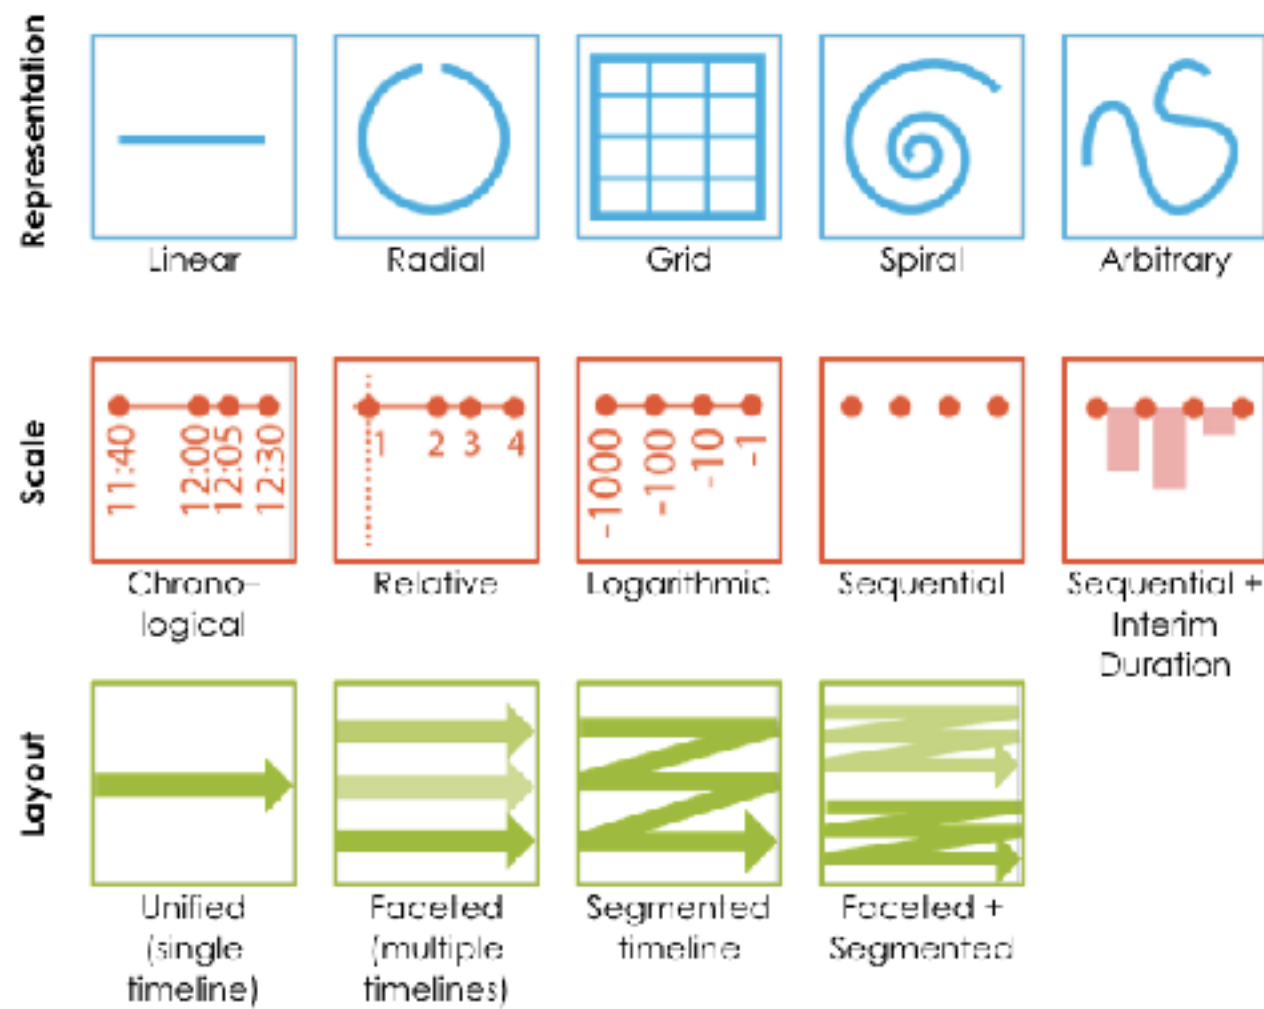 Representation
Linear
Radial
Grid
Spiral
Arbitrary
Scale
11:40
12:00
12:05
12:30
1
2
3
4
-1000
-100
-10
-1
Chrono-
logical
Relative
Logarithmic
Sequential
Sequential +
Interim
Duration
Layout
Unified
(single
timeline)
Faceted
(multiple
timelines)
Segmented
timeline
Faceted +
Segmented